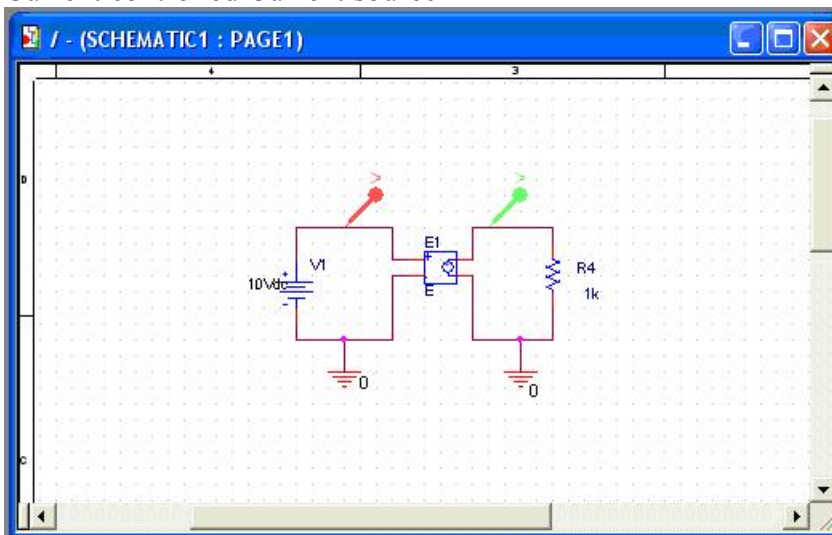 Current controlled Current source
/ - (SCHEMATIC1 : PAGE1)
4
3
D
>
>
E1
+
V1
+
10Vdc
-
-
E
R4
1k
0
0
C